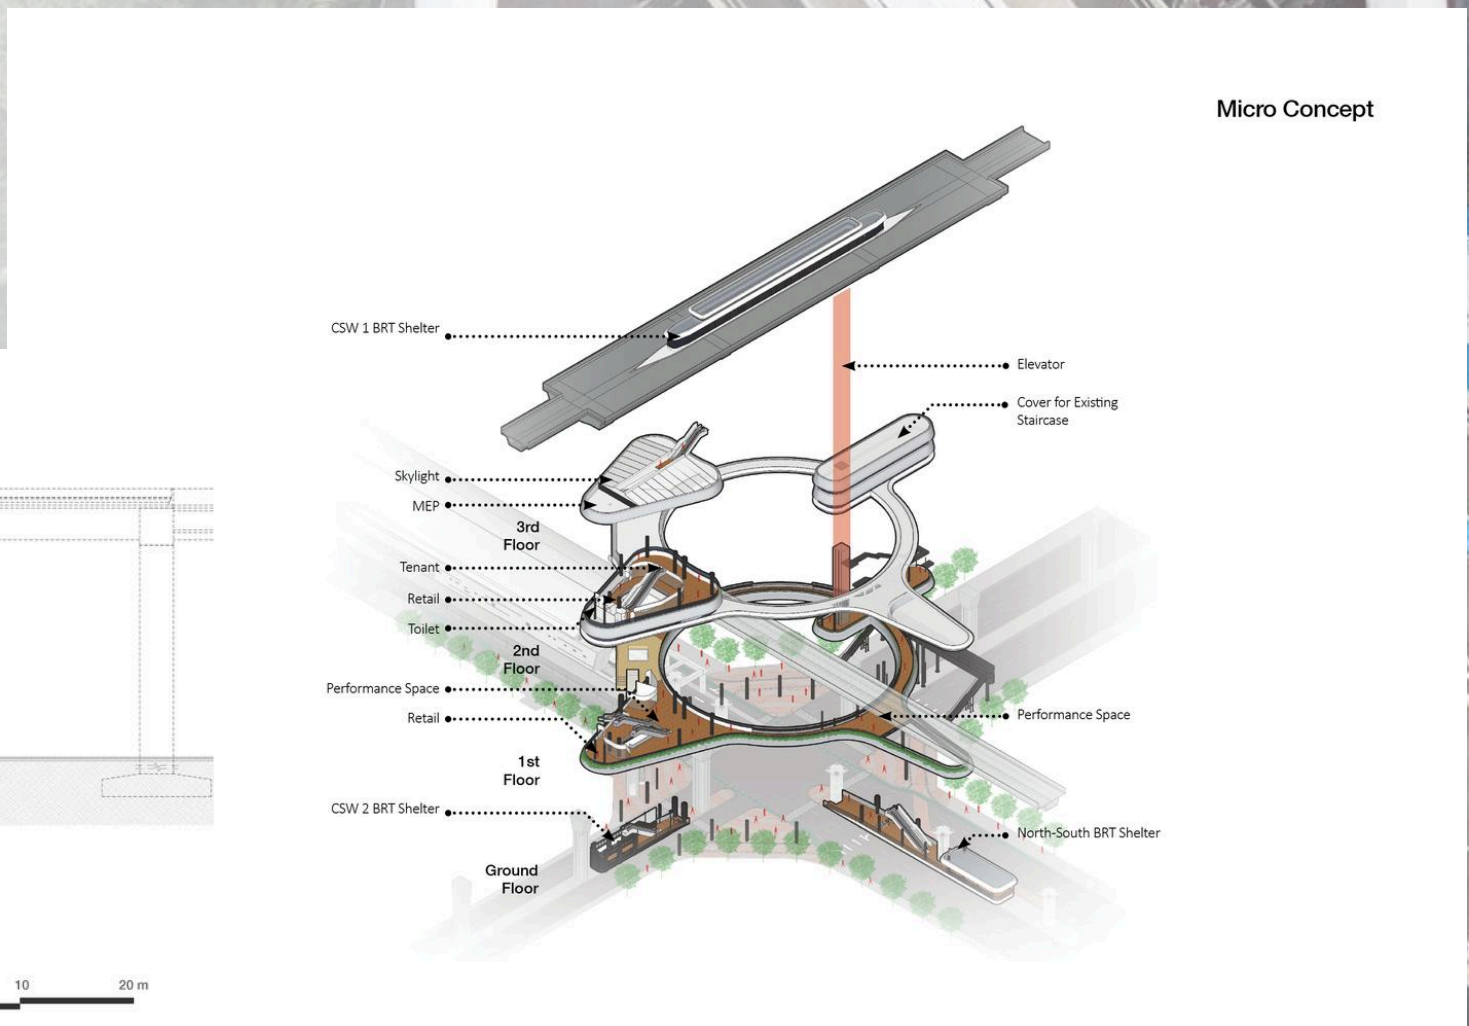 Micro Concept
CSW 1 BRT Shelter
Elevator
Cover for Existing
Staircase
Skylight
MEP
3rd
Floor
Tenant
Retail
Toilet
2nd
Floor
Performance Space
Retail
Performance Space
1st
Floor
CSW 2 BRT Shelter
North-South BRT Shelter
Ground
Floor
10 20 m